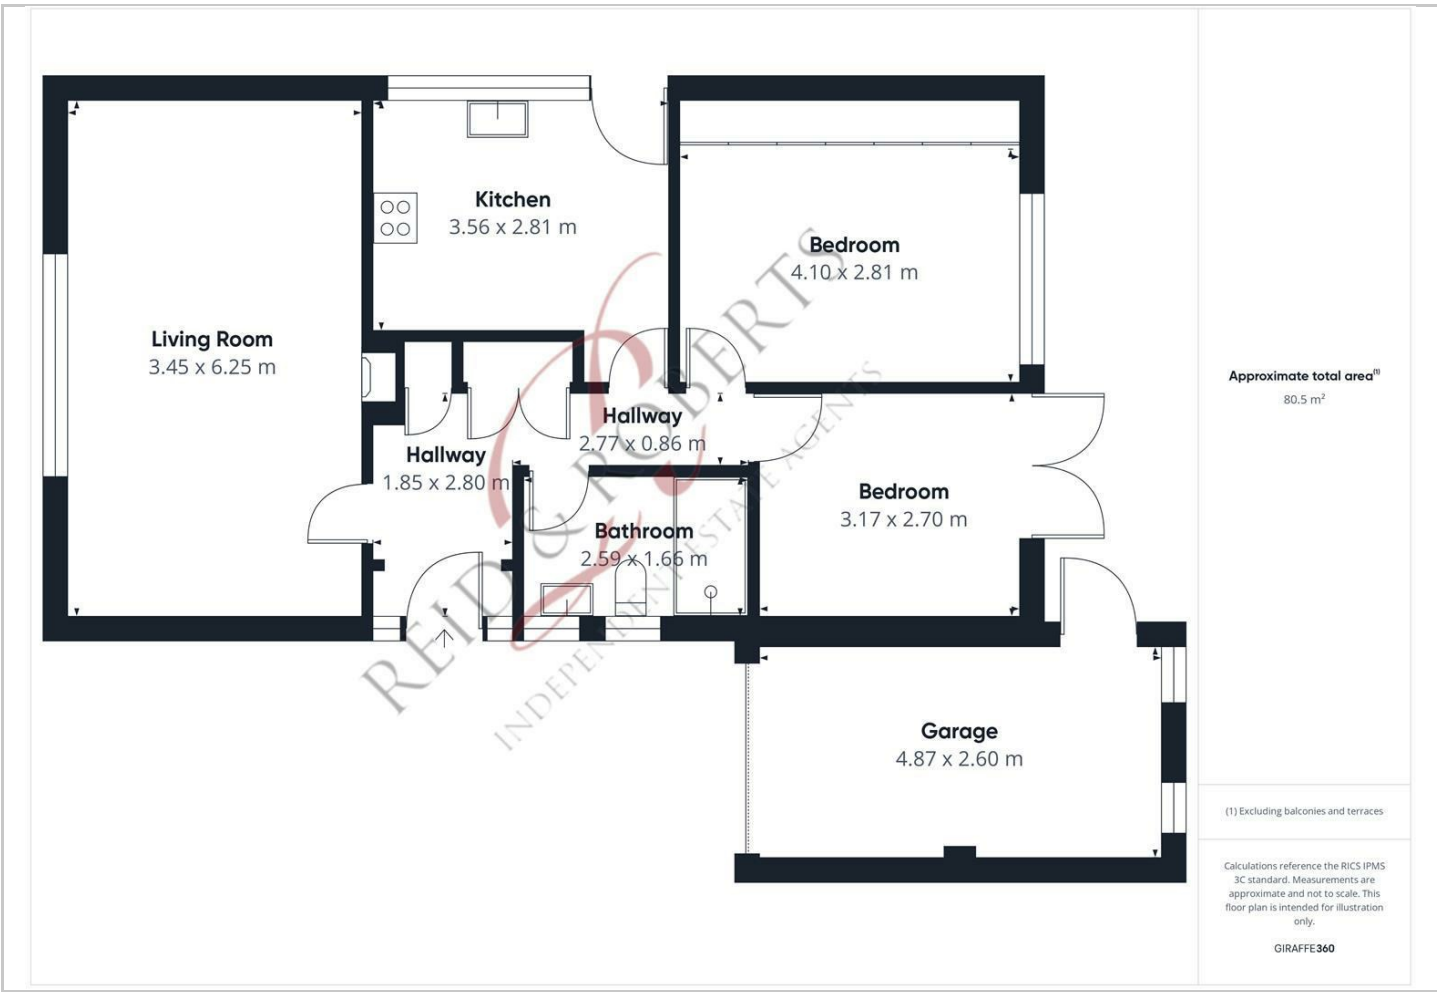 Kitchen
3.56 x 2.81 m
Bedroom
4.10 x 2.81 m
Living Room
3.45 x 6.25 m
Hallway
2.77 x 0.86 m
Hallway
1.85 x 2.80 m
Bathroom
2.59 x 1.66 m
Bedroom
3.17 x 2.70 m
Garage
4.87 x 2.60 m
REID & ROBERTS
INDEPENDENT ESTATE AGENTS
Approximate total area(1)
80.5 m²
(1) Excluding balconies and terraces
Calculations reference the RICS IPMS
3C standard. Measurements are
approximate and not to scale. This
floor plan is intended for illustration
only.
GIRAFFE360